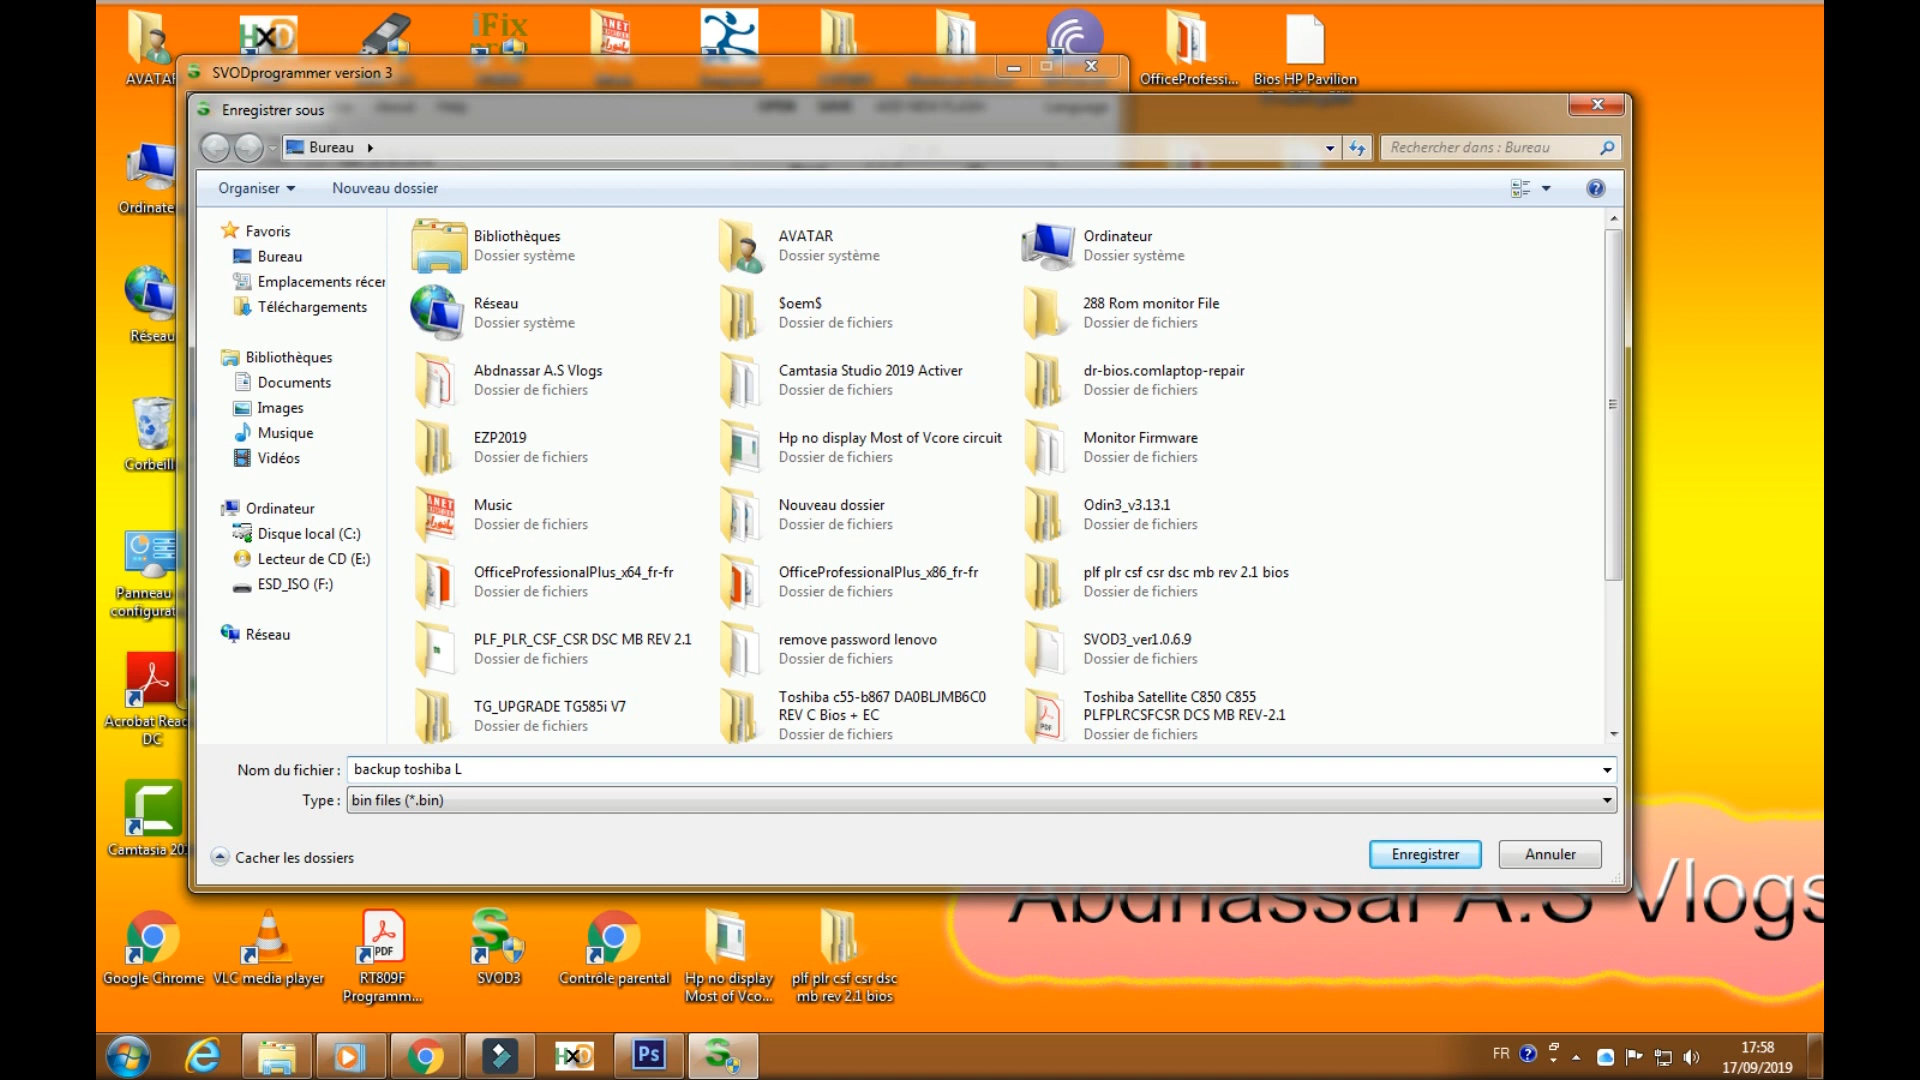 AVATAR
OfficeProfessi...
Bios HP Pavilion
SVODprogrammer version 3
Enregistrer sous
Bureau
Rechercher dans : Bureau
Organiser
Nouveau dossier
Favoris
Bureau
Emplacements récer
Téléchargements
Bibliothèques
Documents
Images
Musique
Vidéos
Ordinateur
Disque local (C:)
Lecteur de CD (E:)
ESD_ISO (F:)
Réseau
Bibliothèques
Dossier système
AVATAR
Dossier système
Ordinateur
Dossier système
Réseau
Dossier système
$oem$
Dossier de fichiers
288 Rom monitor File
Dossier de fichiers
Abdnassar A.S Vlogs
Dossier de fichiers
Camtasia Studio 2019 Activer
Dossier de fichiers
dr-bios.comlaptop-repair
Dossier de fichiers
EZP2019
Dossier de fichiers
Hp no display Most of Vcore circuit
Dossier de fichiers
Monitor Firmware
Dossier de fichiers
Music
Dossier de fichiers
Nouveau dossier
Dossier de fichiers
Odin3_v3.13.1
Dossier de fichiers
OfficeProfessionalPlus_x64_fr-fr
Dossier de fichiers
OfficeProfessionalPlus_x86_fr-fr
Dossier de fichiers
plf plr csf csr dsc mb rev 2.1 bios
Dossier de fichiers
PLF_PLR_CSF_CSR DSC MB REV 2.1
Dossier de fichiers
remove password lenovo
Dossier de fichiers
SVOD3_ver1.0.6.9
Dossier de fichiers
TG_UPGRADE TG585i V7
Dossier de fichiers
Toshiba c55-b867 DA0BLJMB6C0
REV C Bios + EC
Dossier de fichiers
Toshiba Satellite C850 C855
PLFPLRCSFCSR DCS MB REV-2.1
Dossier de fichiers
Nom du fichier : backup toshiba L
Type : bin files (*.bin)
Cacher les dossiers
Enregistrer
Annuler
Ordinate
Réseau
Corbeill
Panneau
configurat
Acrobat Read
DC
Camtasia 201
Abdnassar A.S Vlogs
Google Chrome
VLC media player
RT809F
Programm...
SVOD3
Contrôle parental
Hp no display
Most of Vco...
plf plr csf csr dsc
mb rev 2.1 bios
Ps
FR
17:58
17/09/2019